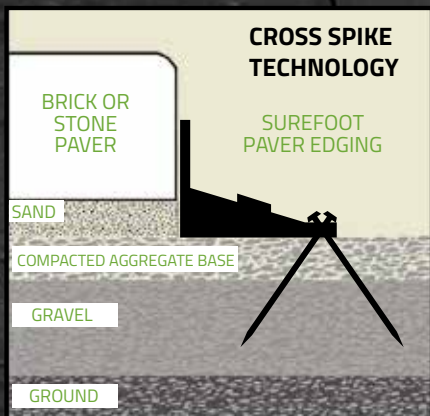 CROSS SPIKE
TECHNOLOGY
BRICK OR
STONE
PAVER
SUREFOOT
PAVER EDGING
SAND
COMPACTED AGGREGATE BASE
GRAVEL
GROUND